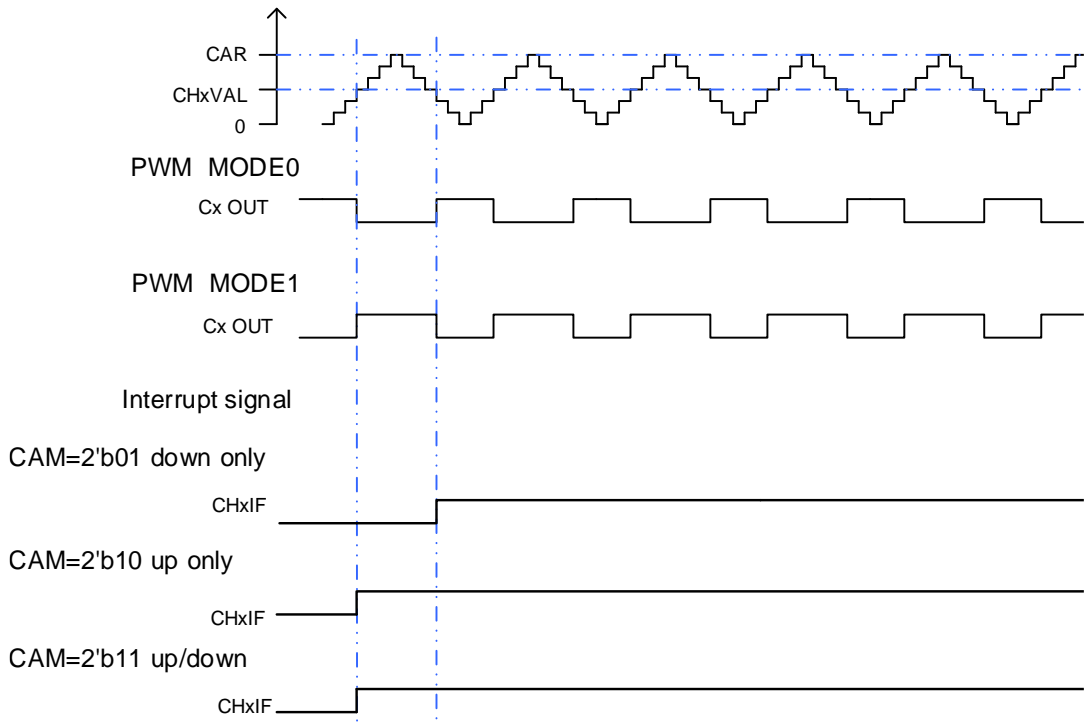 CAR
CHxVAL
0
PWM MODE0
Cx OUT
PWM MODE1
Cx OUT
Interrupt signal
CAM=2'b01 down only
CHxIF
CAM=2'b10 up only
CHxIF
CAM=2'b11 up/down
CHxIF